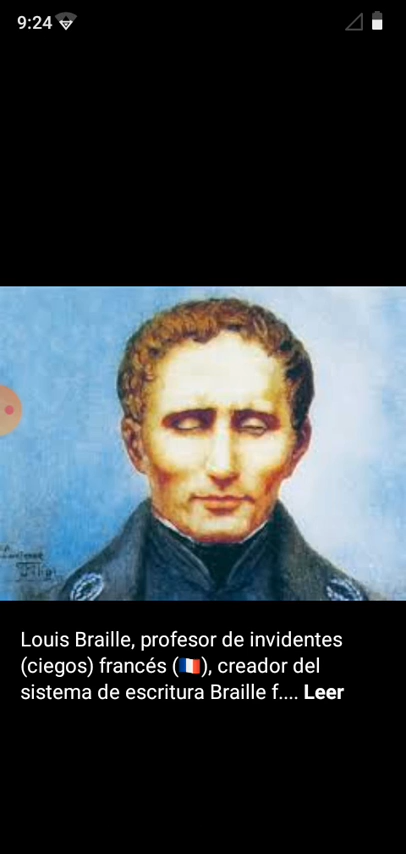 9:24
Louis Braille, profesor de invidentes
(ciegos) francés (🇫🇷), creador del
sistema de escritura Braille f.... Leer